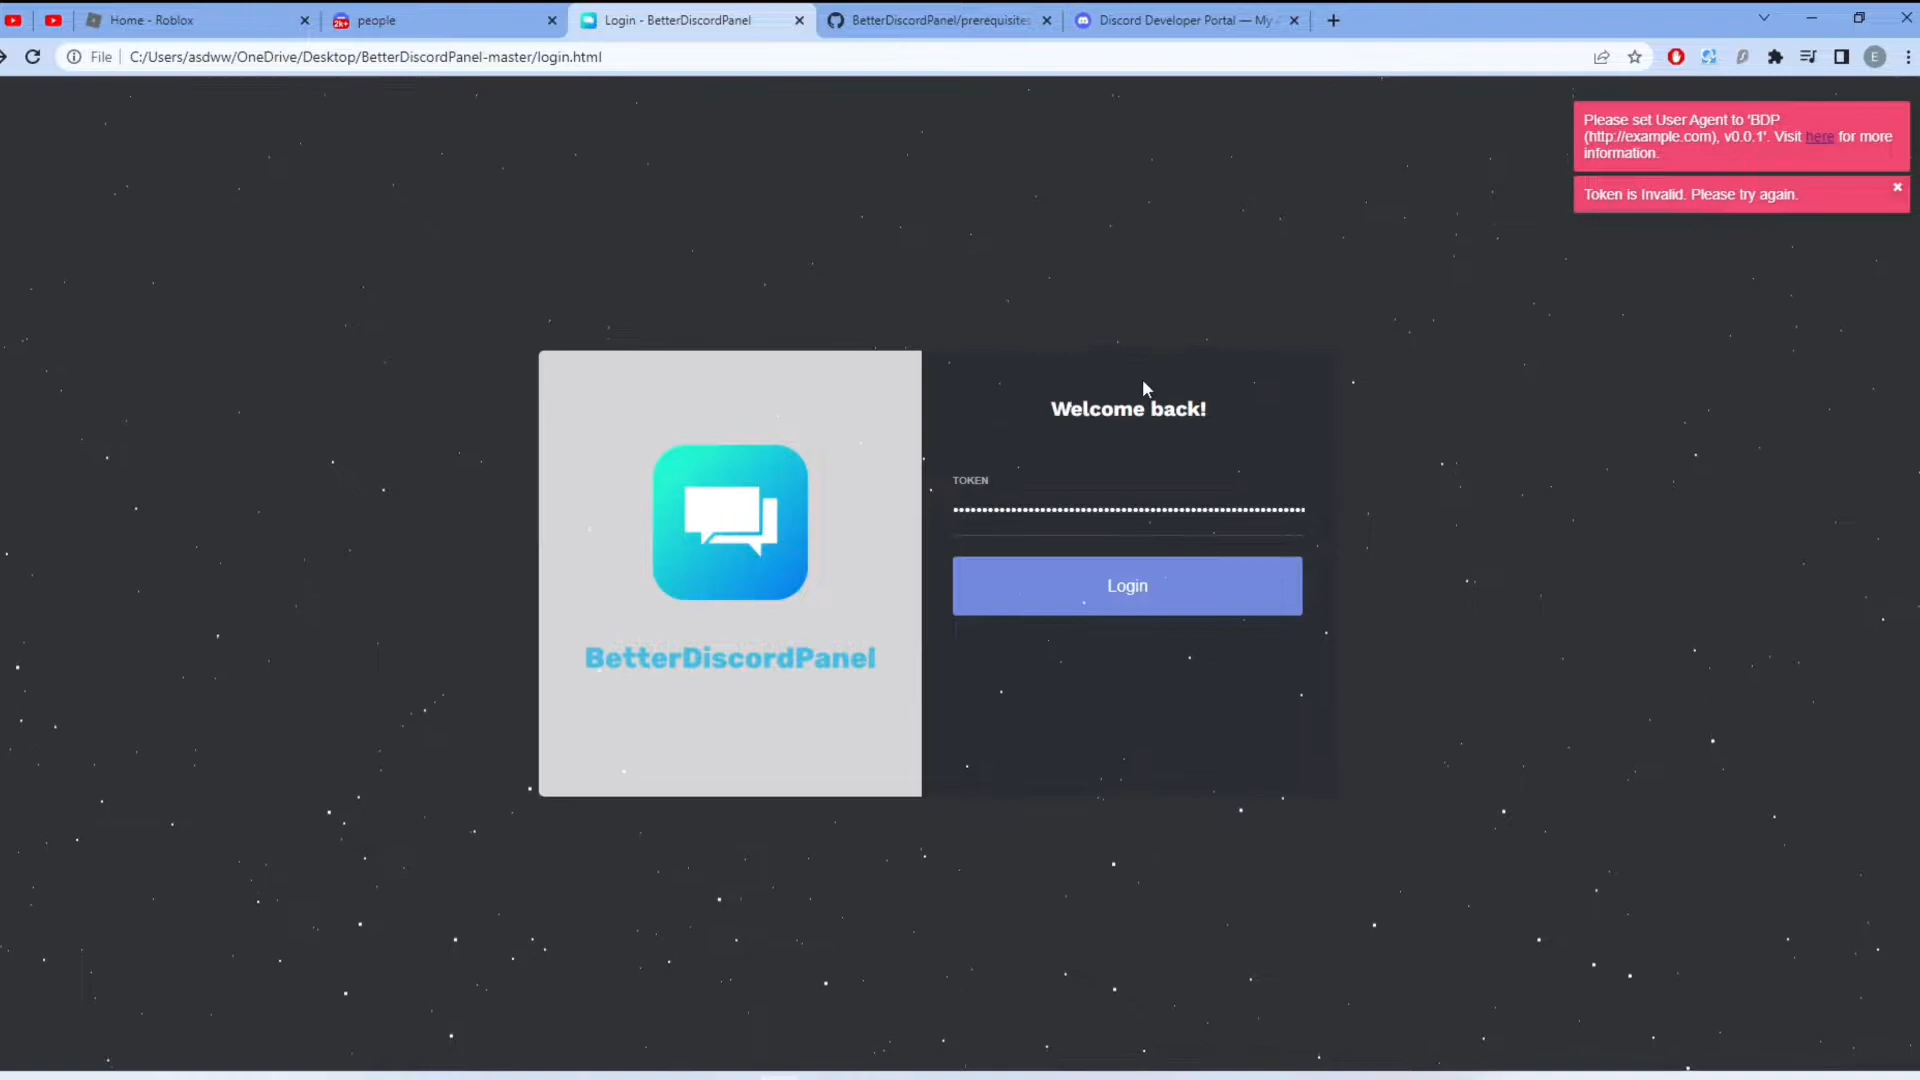 Home - Roblox
people
Login - BetterDiscordPanel
BetterDiscordPanel/prerequisites
Discord Developer Portal — My
File
C:/Users/asdww/OneDrive/Desktop/BetterDiscordPanel-master/login.html
E
Please set User Agent to 'BDP
(http://example.com), v0.0.1'. Visit here for more
information.
Token is Invalid. Please try again.
Welcome back!
TOKEN
Login
BetterDiscordPanel